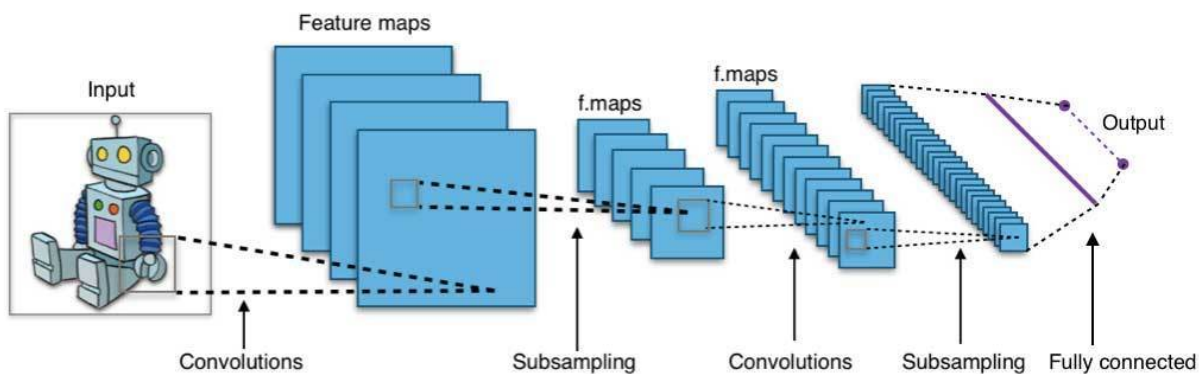 Feature maps
Input
f.maps
f.maps
Output
Convolutions
Subsampling
Convolutions
Subsampling
Fully connected